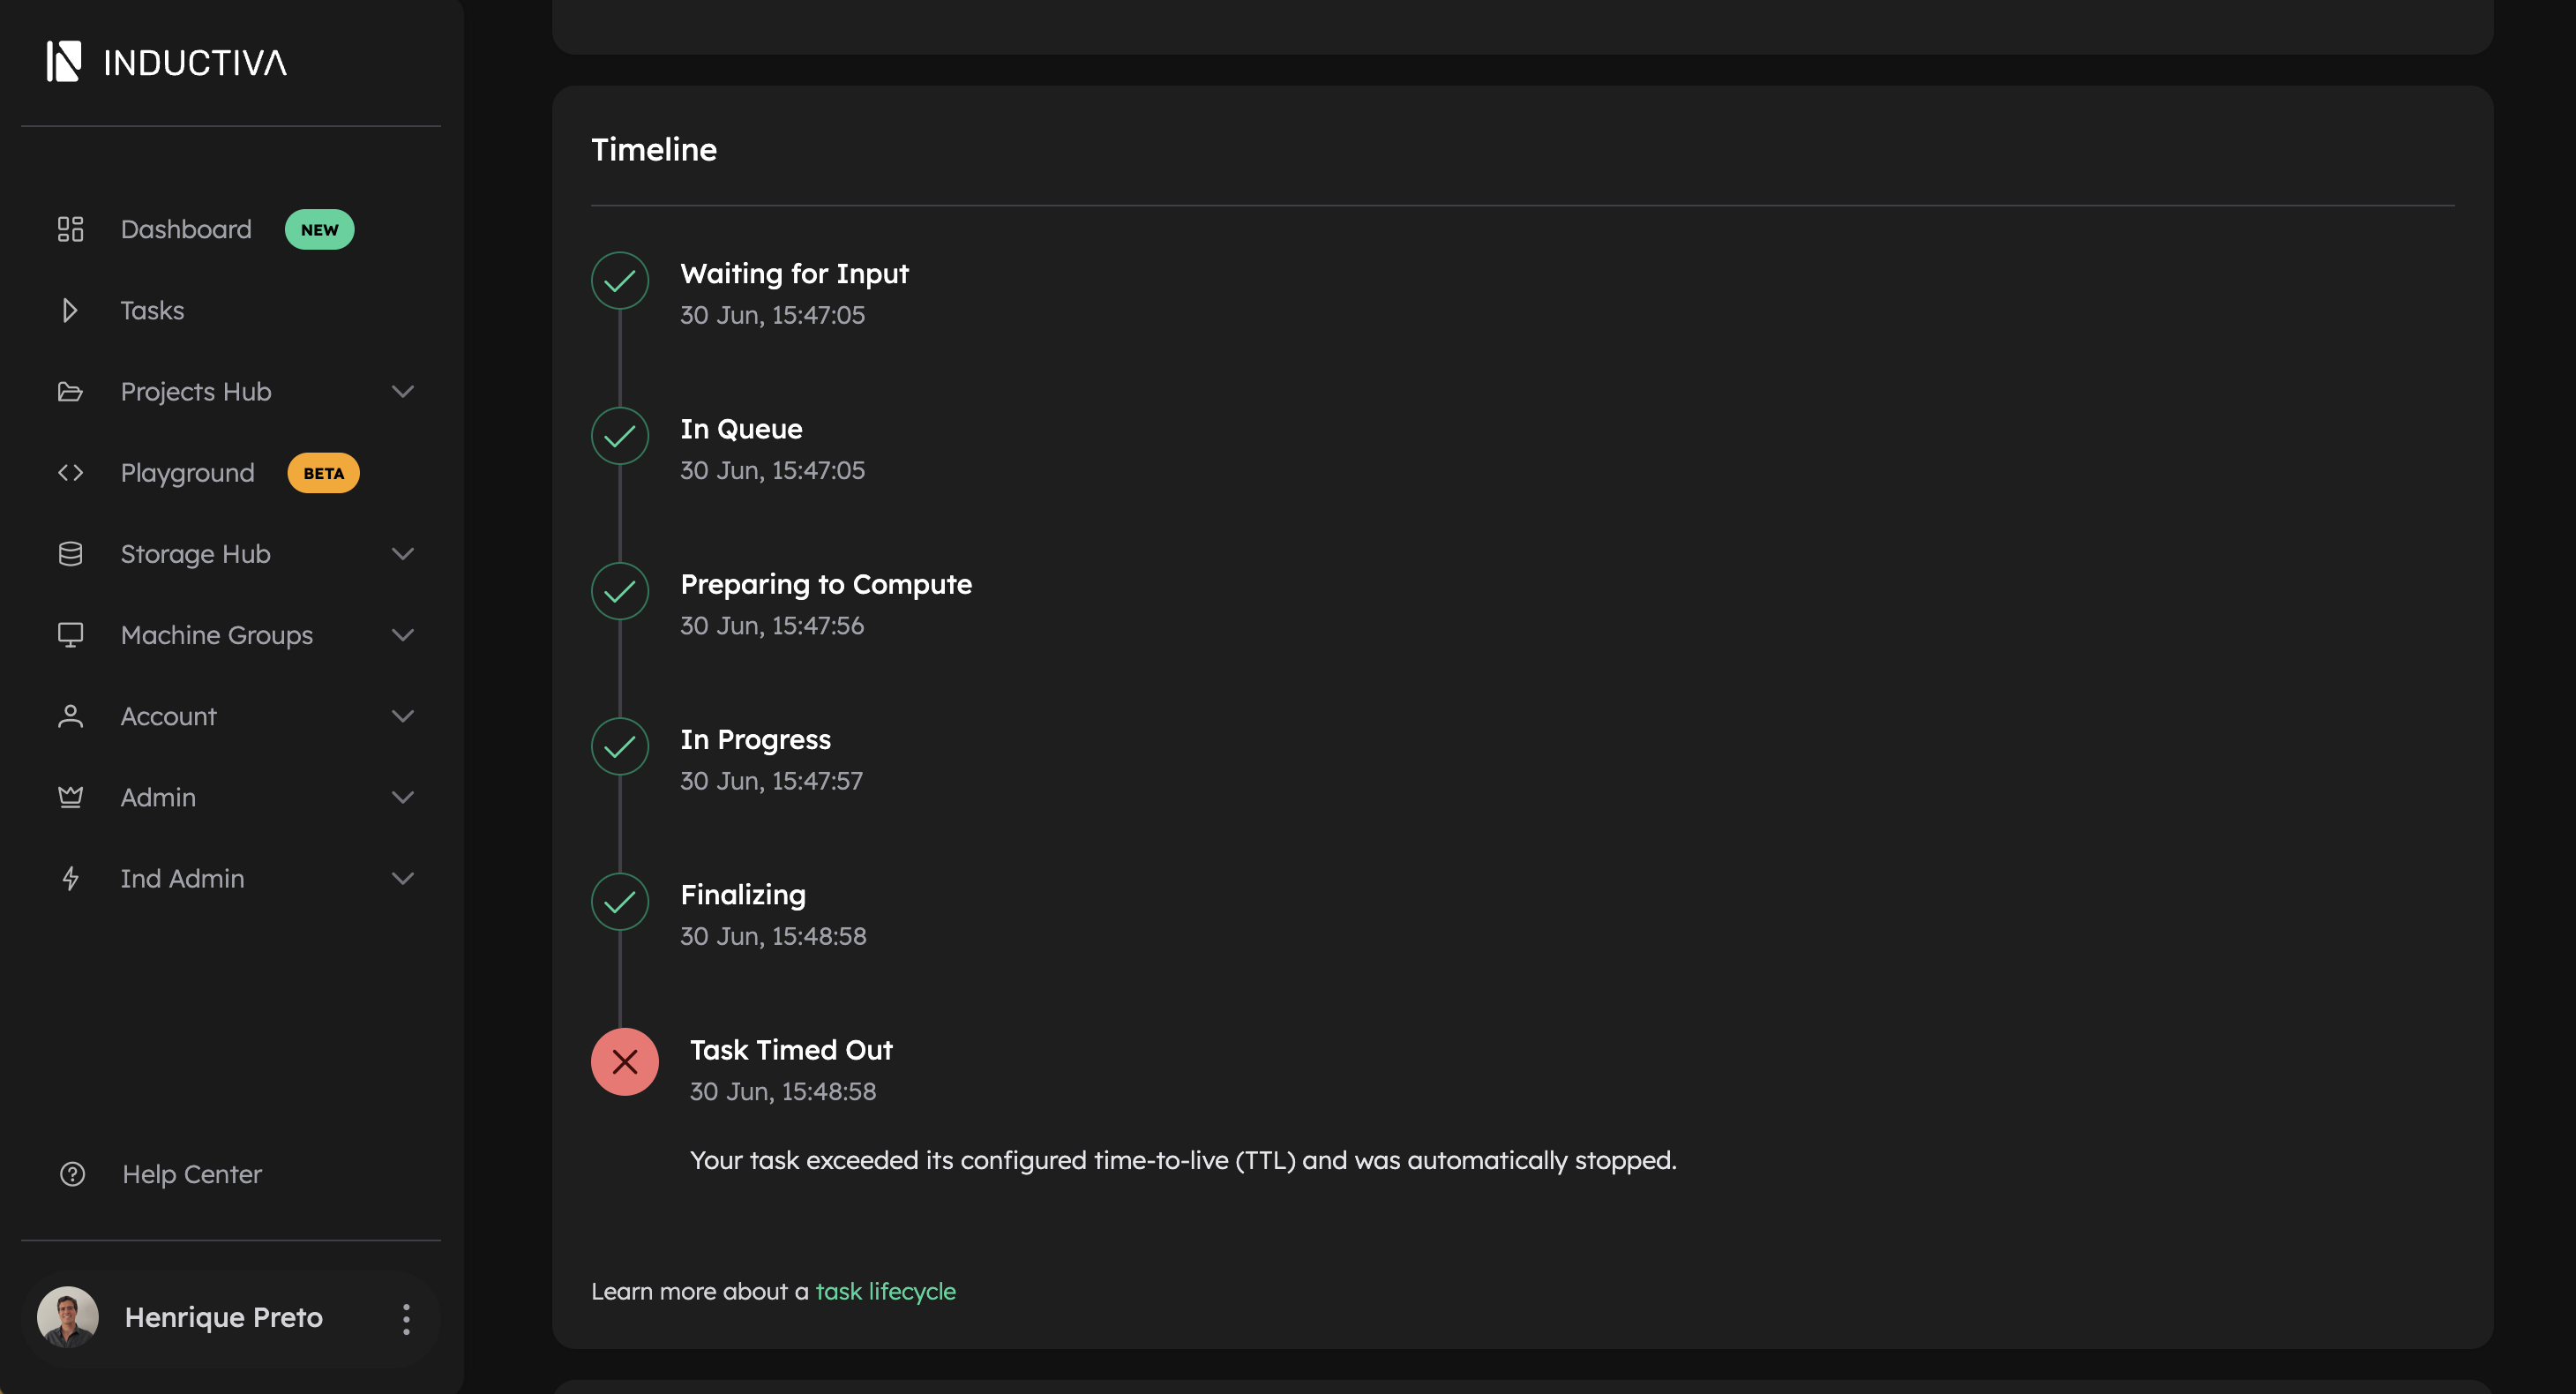 INDUCTIVA
Dashboard NEW
Tasks
Projects Hub
Playground BETA
Storage Hub
Machine Groups
Account
Admin
Ind Admin
Help Center
Henrique Preto
Timeline
Waiting for Input
30 Jun, 15:47:05
In Queue
30 Jun, 15:47:05
Preparing to Compute
30 Jun, 15:47:56
In Progress
30 Jun, 15:47:57
Finalizing
30 Jun, 15:48:58
Task Timed Out
30 Jun, 15:48:58
Your task exceeded its configured time-to-live (TTL) and was automatically stopped.
Learn more about a task lifecycle